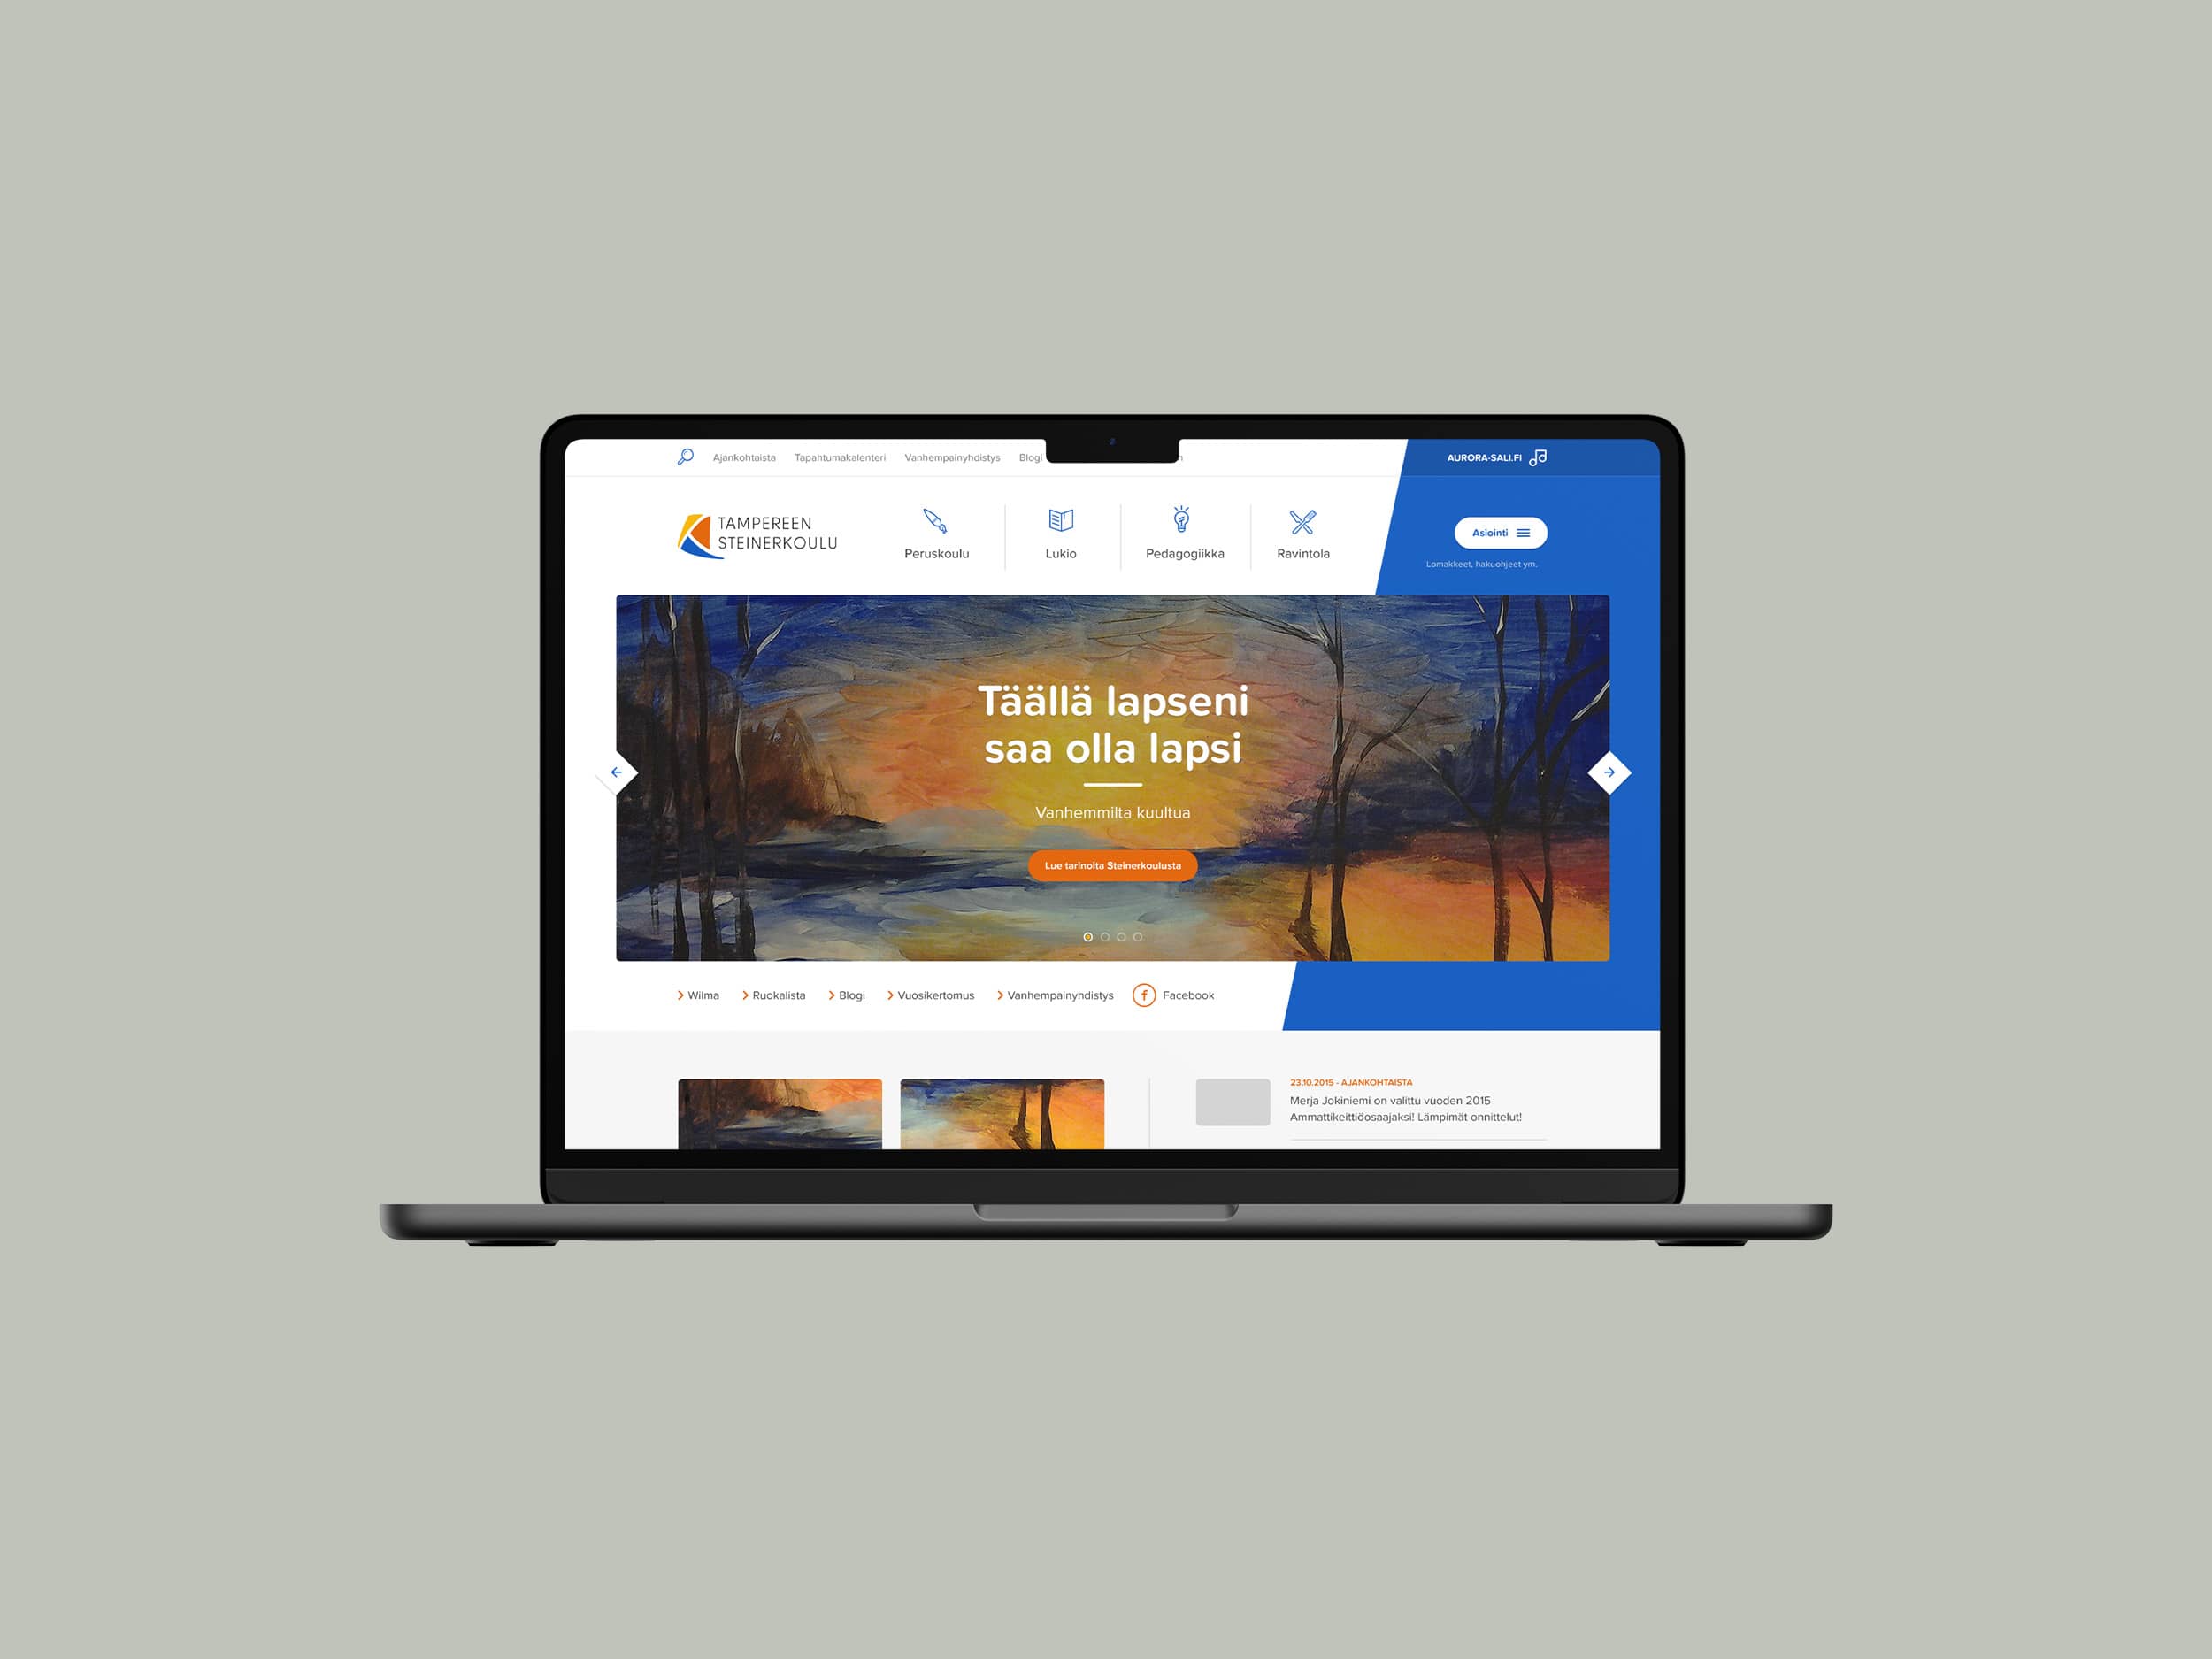 Ajankohtaista Tapahtumakalenteri Vanhempainyhdistys Blogi
AURORA-SALI.FI
TAMPEREEN
STEINERKOULU
Peruskoulu
Lukio
Pedagogiikka
Ravintola
Asiointi
Lomakkeet, hakuohjeet ym.
Täällä lapseni
saa olla lapsi
Vanhemmilta kuultua
Lue tarinoita Steinerkoulusta
Wilma Ruokalista Blogi Vuosikertomus Vanhempainyhdistys Facebook
23.10.2015 - AJANKOHTAISTA
Merja Jokiniemi on valittu vuoden 2015
Ammattikeittiöosaajaksi! Lämpimät onnittelut!